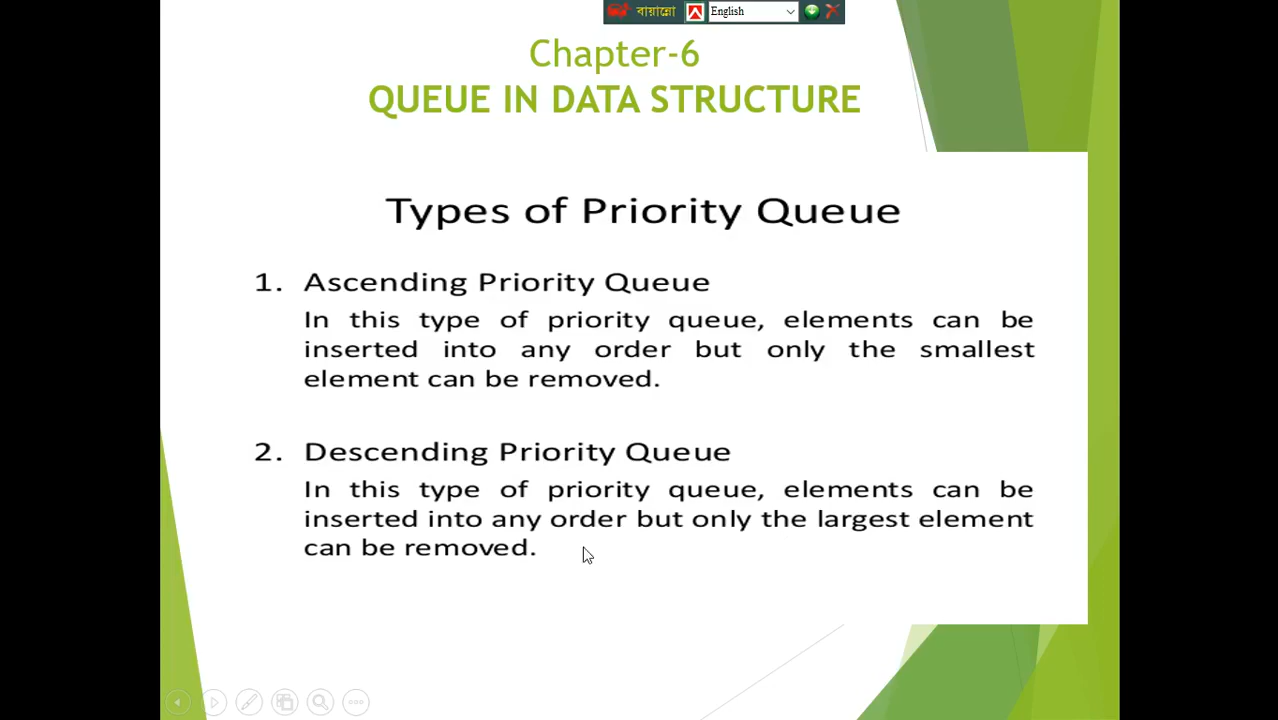 বায়ান্নো English
Chapter-6
QUEUE IN DATA STRUCTURE
Types of Priority Queue
1. Ascending Priority Queue
In this type of priority queue, elements can be
inserted into any order but only the smallest
element can be removed.
2. Descending Priority Queue
In this type of priority queue, elements can be
inserted into any order but only the largest element
can be removed.